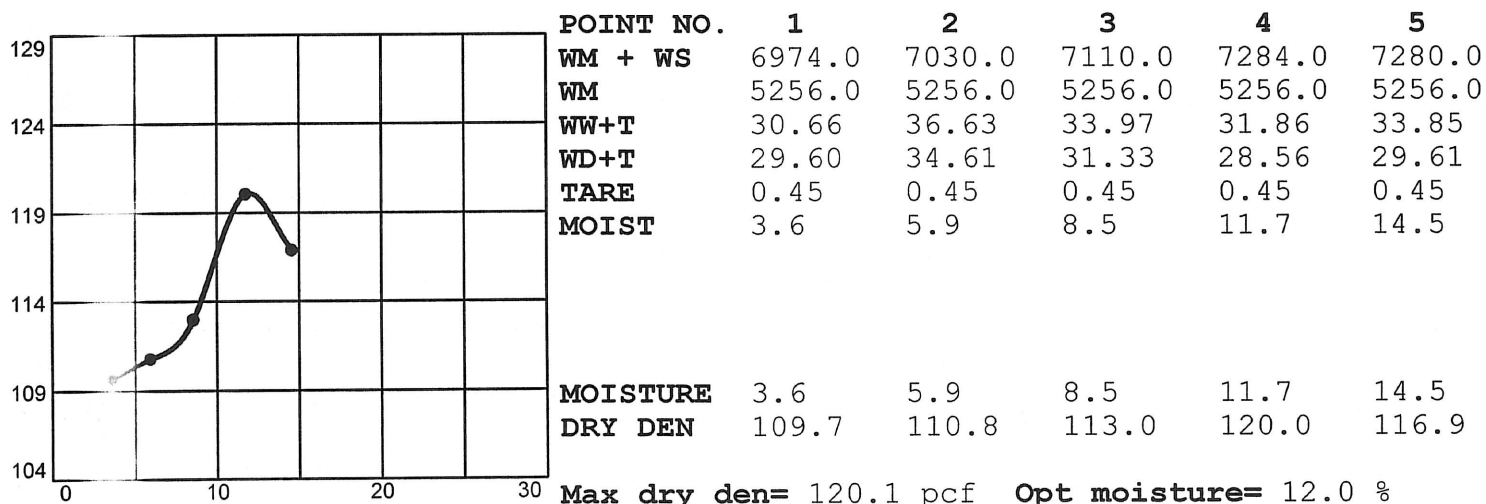 129
124
119
114
109
104
0 10 20 30
POINT NO. 1 2 3 4 5
WM + WS 6974.0 7030.0 7110.0 7284.0 7280.0
WM 5256.0 5256.0 5256.0 5256.0 5256.0
WW+T 30.66 36.63 33.97 31.86 33.85
WD+T 29.60 34.61 31.33 28.56 29.61
TARE 0.45 0.45 0.45 0.45 0.45
MOIST 3.6 5.9 8.5 11.7 14.5
MOISTURE 3.6 5.9 8.5 11.7 14.5
DRY DEN 109.7 110.8 113.0 120.0 116.9
Max dry den= 120.1 pcf Opt moisture= 12.0 %